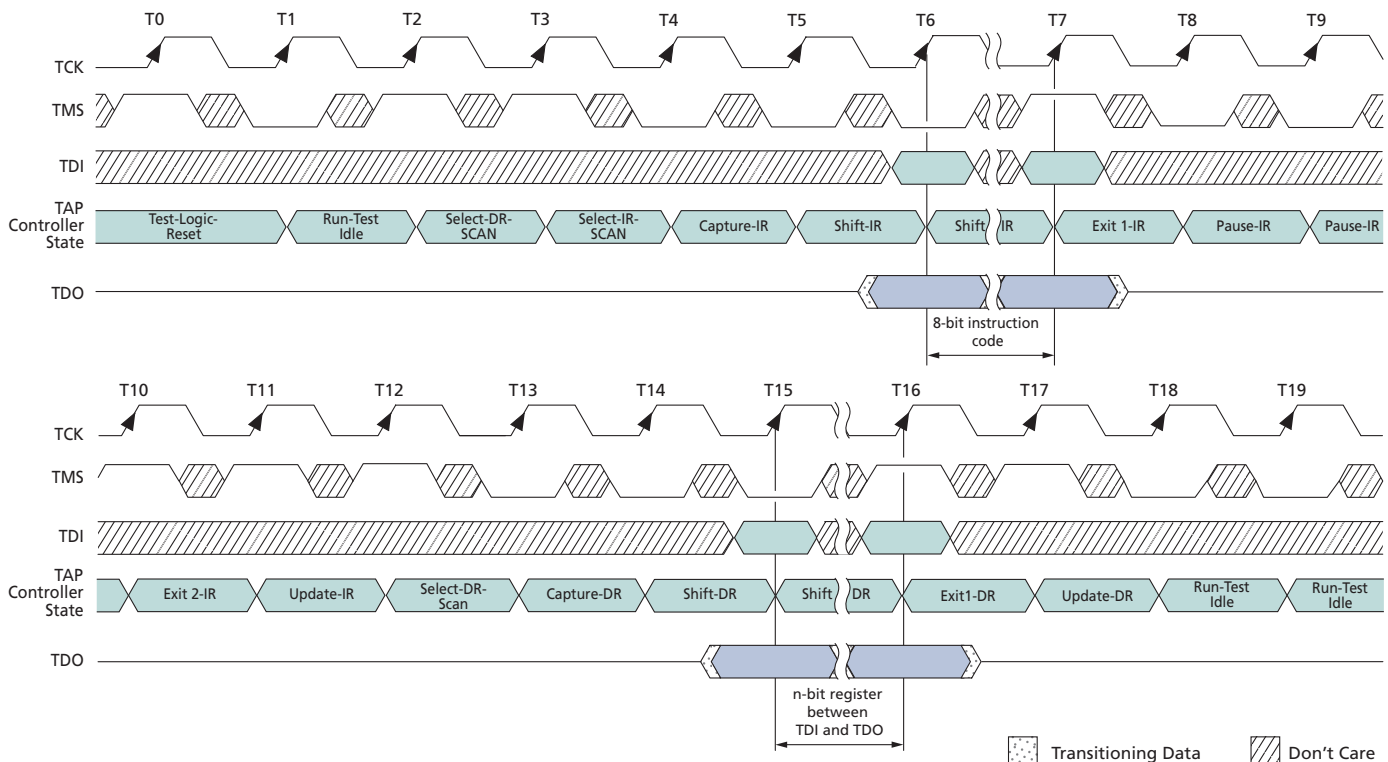 T0 T1 T2 T3 T4 T5 T6 T7 T8 T9
TCK
TMS
TDI
TAP
Controller
State
Test-Logic-
Reset
Run-Test
Idle
Select-DR-
SCAN
Select-IR-
SCAN
Capture-IR
Shift-IR
Shift IR
Exit 1-IR
Pause-IR
Pause-IR
TDO
8-bit instruction
code
T10 T11 T12 T13 T14 T15 T16 T17 T18 T19
TCK
TMS
TDI
TAP
Controller
State
Exit 2-IR
Update-IR
Select-DR-
Scan
Capture-DR
Shift-DR
Shift DR
Exit1-DR
Update-DR
Run-Test
Idle
Run-Test
Idle
TDO
n-bit register
between
TDI and TDO
Transitioning Data
Don't Care